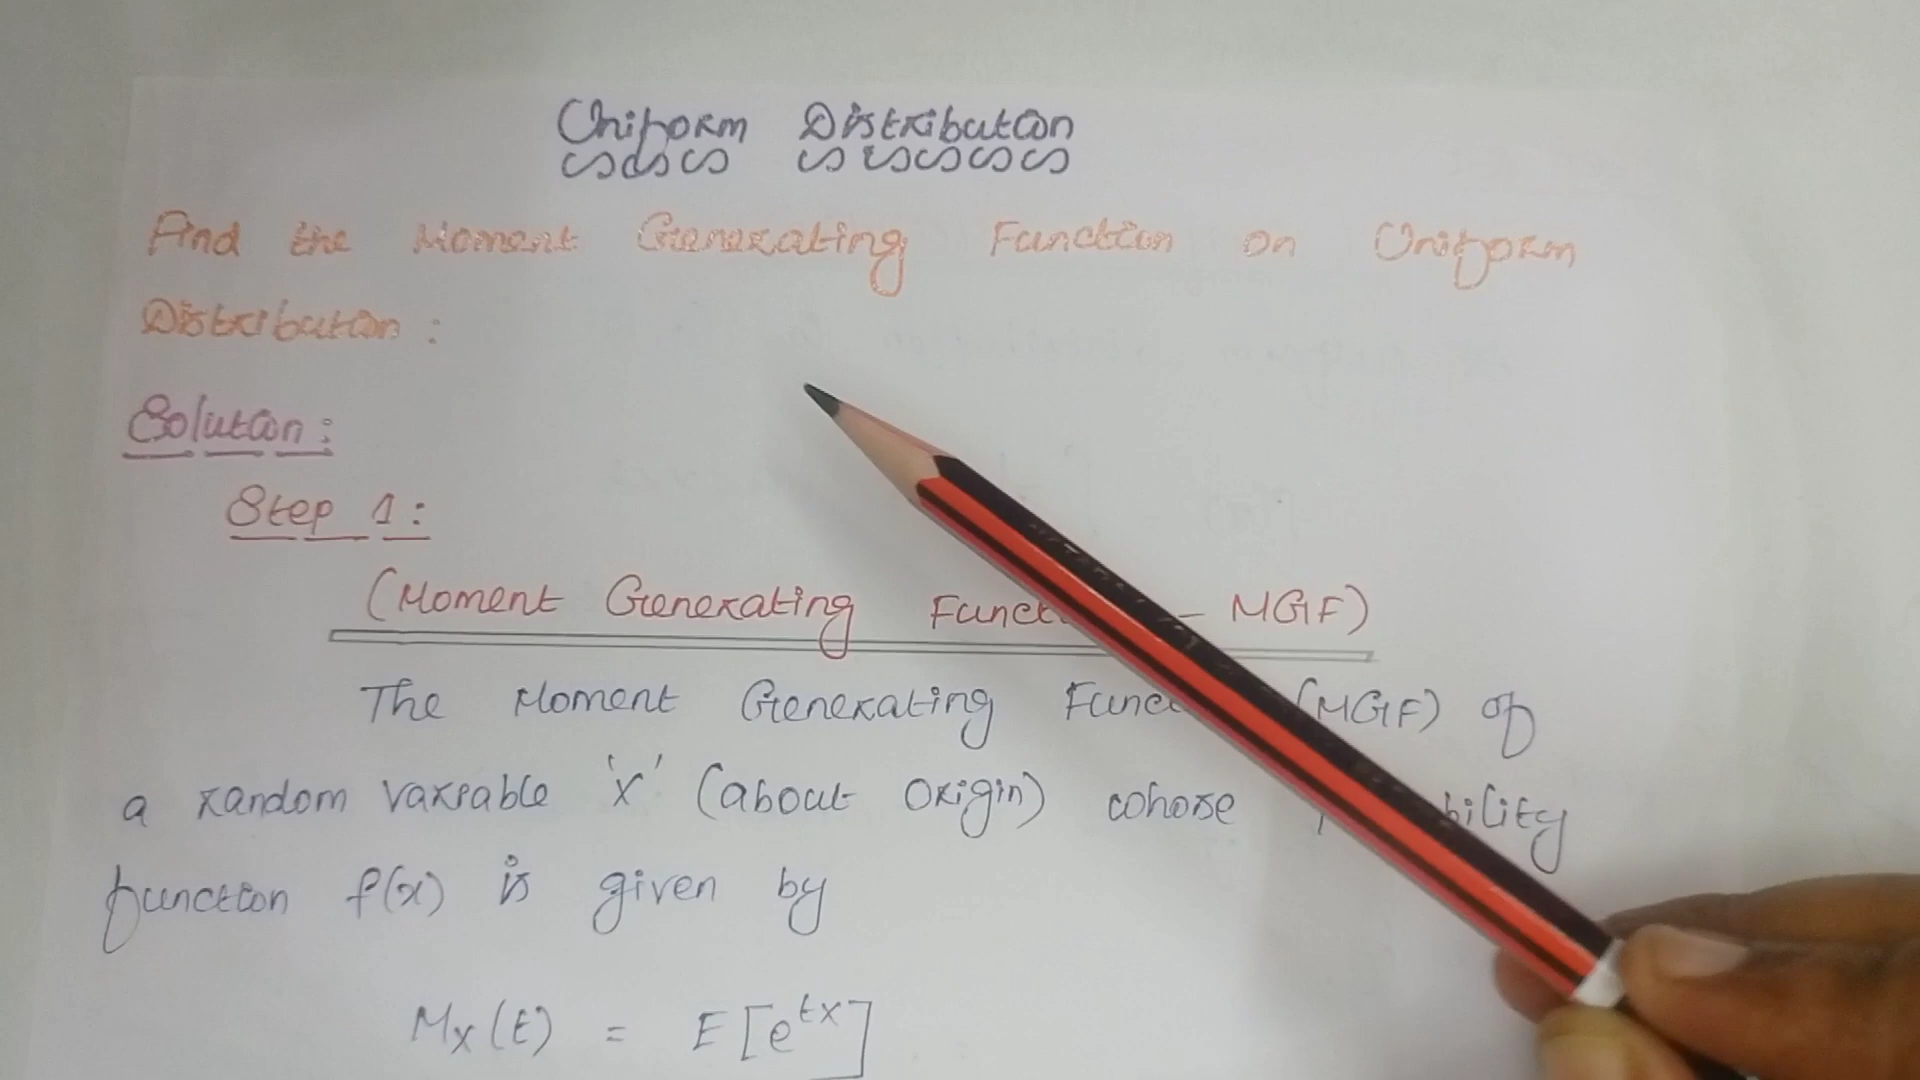 Uniform Distribution
Find the Moment Generating Function on Uniform
Distribution :
Solution :
Step 1 :
(Moment Generating Funct - MGF)
The Moment Generating Func (MGF) of
a random variable 'X' (about origin) whose bility
function f(x) is given by
Mx(t) = E[e^tx]